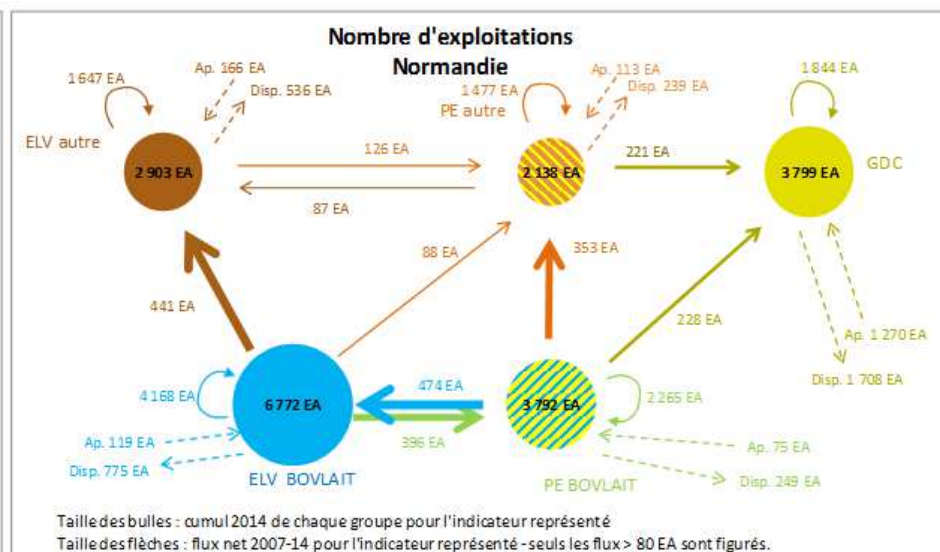 Nombre d'exploitations
Normandie
1 647 EA
Ap. 166 EA
Disp. 536 EA
ELV autre
2 903 EA
126 EA
87 EA
1 477 EA
PE autre
Ap. 113 EA
Disp. 239 EA
2 138 EA
221 EA
1 844 EA
GDC
3 799 EA
441 EA
88 EA
353 EA
228 EA
Ap. 1 270 EA
Disp. 1 708 EA
4 168 EA
6 772 EA
474 EA
396 EA
3 792 EA
2 265 EA
Ap. 119 EA
Disp. 775 EA
ELV BOVLAIT
PE BOVLAIT
Ap. 75 EA
Disp. 249 EA
Taille des bulles : cumul 2014 de chaque groupe pour l'indicateur représenté
Taille des flèches : flux net 2007-14 pour l'indicateur représenté - seuls les flux > 80 EA sont figurés.